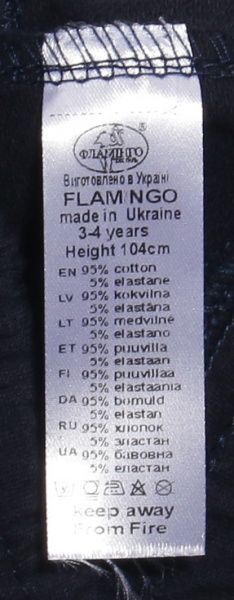 ФЛАМИНГО
Виготовлено в Україні
FLAMINGO
made in Ukraine
3-4 years
Height 104cm
EN 95% cotton
5% elastane
LV 95% kokvilna
5% elastāna
LT 95% medvilnė
5% elastano
ET 95% puuvilla
5% elastaan
FI 95% puuvillaa
5% elastaania
DA 95% bomuld
5% elastan
RU 95% хлопок
5% эластан
UA 95% бавовна
5% еластан
keep away
From Fire